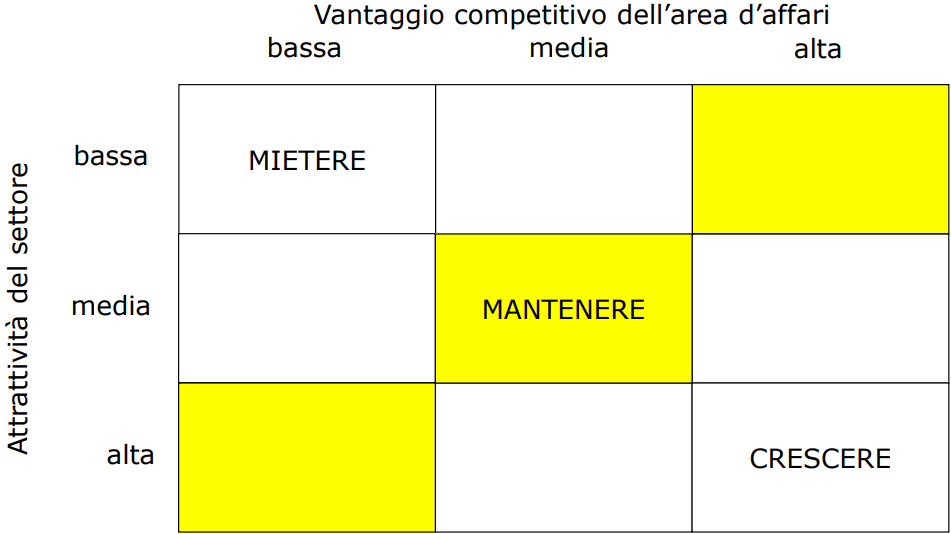 Vantaggio competitivo dell’area d’affari
bassa media alta
Attrattività del settore
bassa
MIETERE
media
MANTENERE
alta
CRESCERE